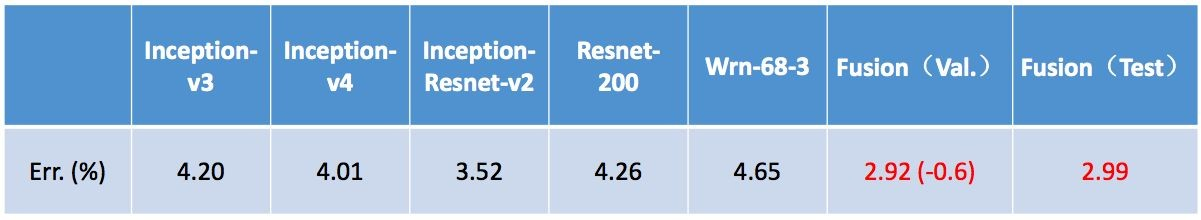 Inception-v3 Inception-v4 Inception-Resnet-v2 Resnet-200 Wrn-68-3 Fusion（Val.） Fusion（Test）
Err. (%) 4.20 4.01 3.52 4.26 4.65 2.92 (-0.6) 2.99